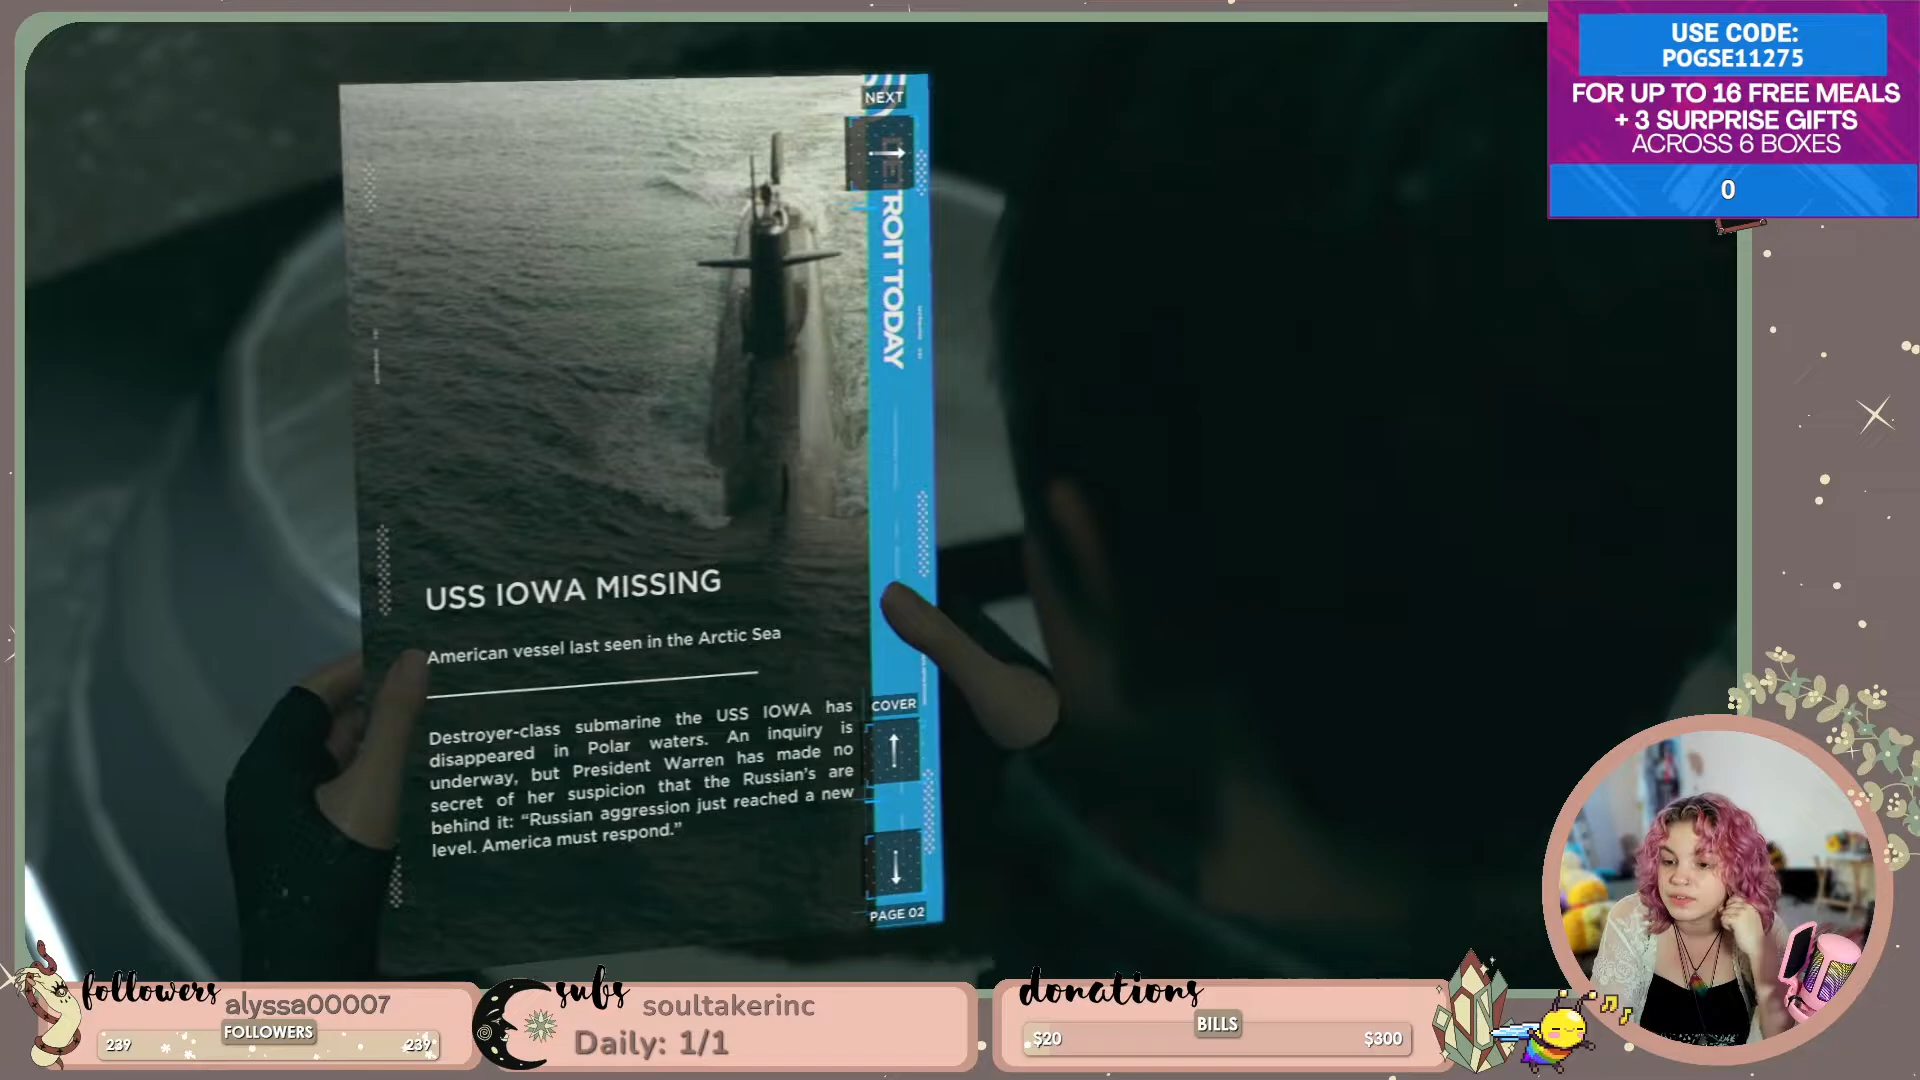 USE CODE:
POGSE11275
FOR UP TO 16 FREE MEALS
+ 3 SURPRISE GIFTS
ACROSS 6 BOXES
0
NEXT
TROIT TODAY
USS IOWA MISSING
American vessel last seen in the Arctic Sea
Destroyer-class submarine the USS IOWA has
disappeared in Polar waters. An inquiry is
underway, but President Warren has made no
secret of her suspicion that the Russian's are
behind it: “Russian aggression just reached a new
level. America must respond.”
COVER
PAGE 02
followers
alyssa00007
FOLLOWERS
239
239
subs
soultakerinc
Daily: 1/1
donations
BILLS
$20
$300